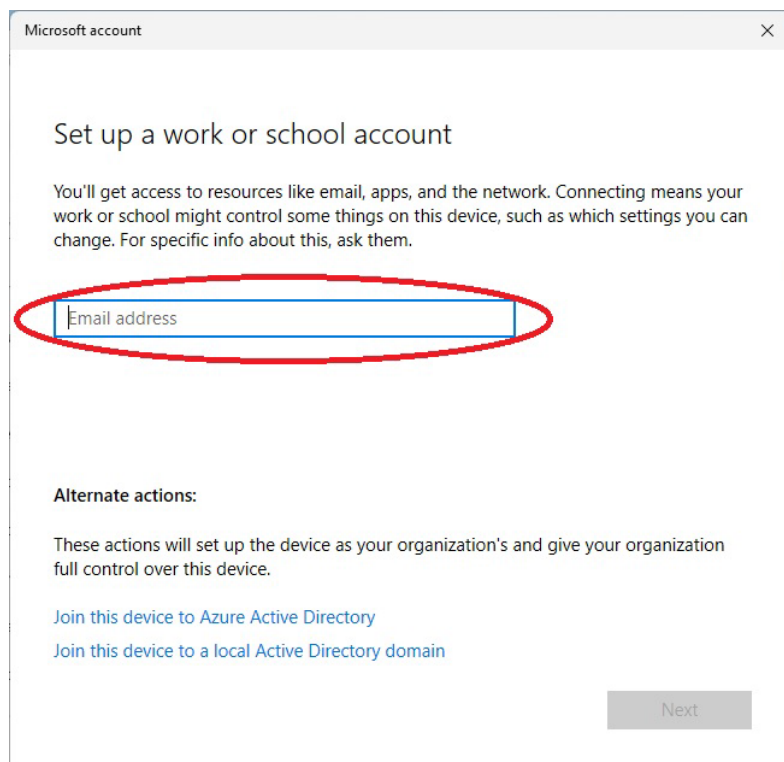 Microsoft account
Set up a work or school account
You'll get access to resources like email, apps, and the network. Connecting means your
work or school might control some things on this device, such as which settings you can
change. For specific info about this, ask them.
Email address
Alternate actions:
These actions will set up the device as your organization's and give your organization
full control over this device.
Join this device to Azure Active Directory
Join this device to a local Active Directory domain
Next